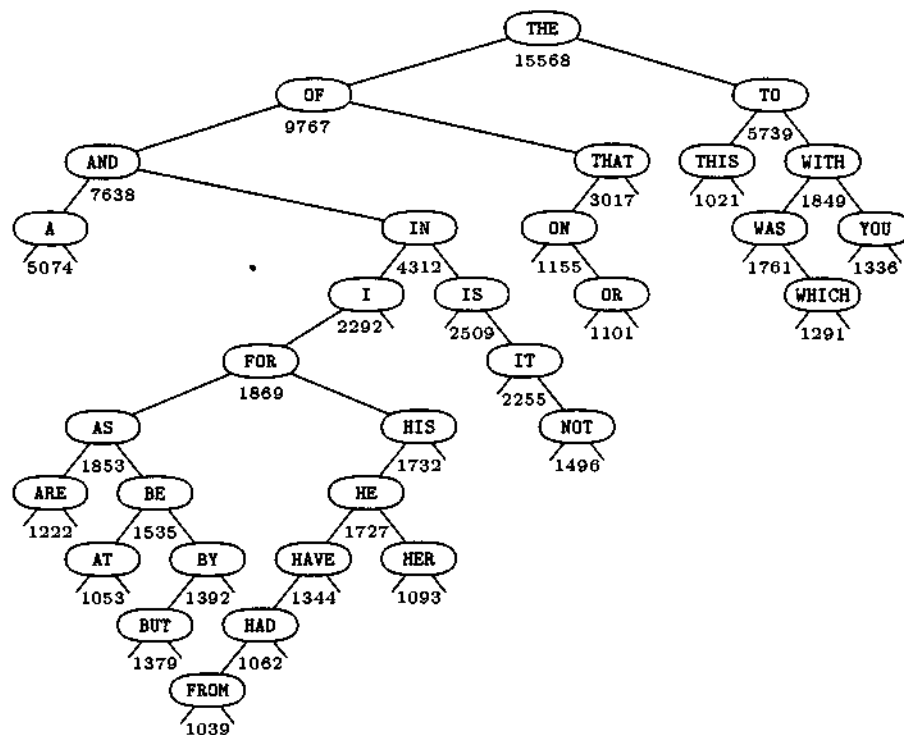 THE
15568
OF TO
9767 5739
AND THAT THIS WITH
7638 3017 1021 1849
A IN ON WAS YOU
5074 4312 1155 1761 1336
I IS OR WHICH
2292 2509 1101 1291
FOR IT
1869 2255
AS HIS NOT
1853 1732 1496
ARE BE HE
1222 1535 1727
AT BY HAVE HER
1053 1392 1344 1093
BUT HAD
1379 1062
FROM
1039